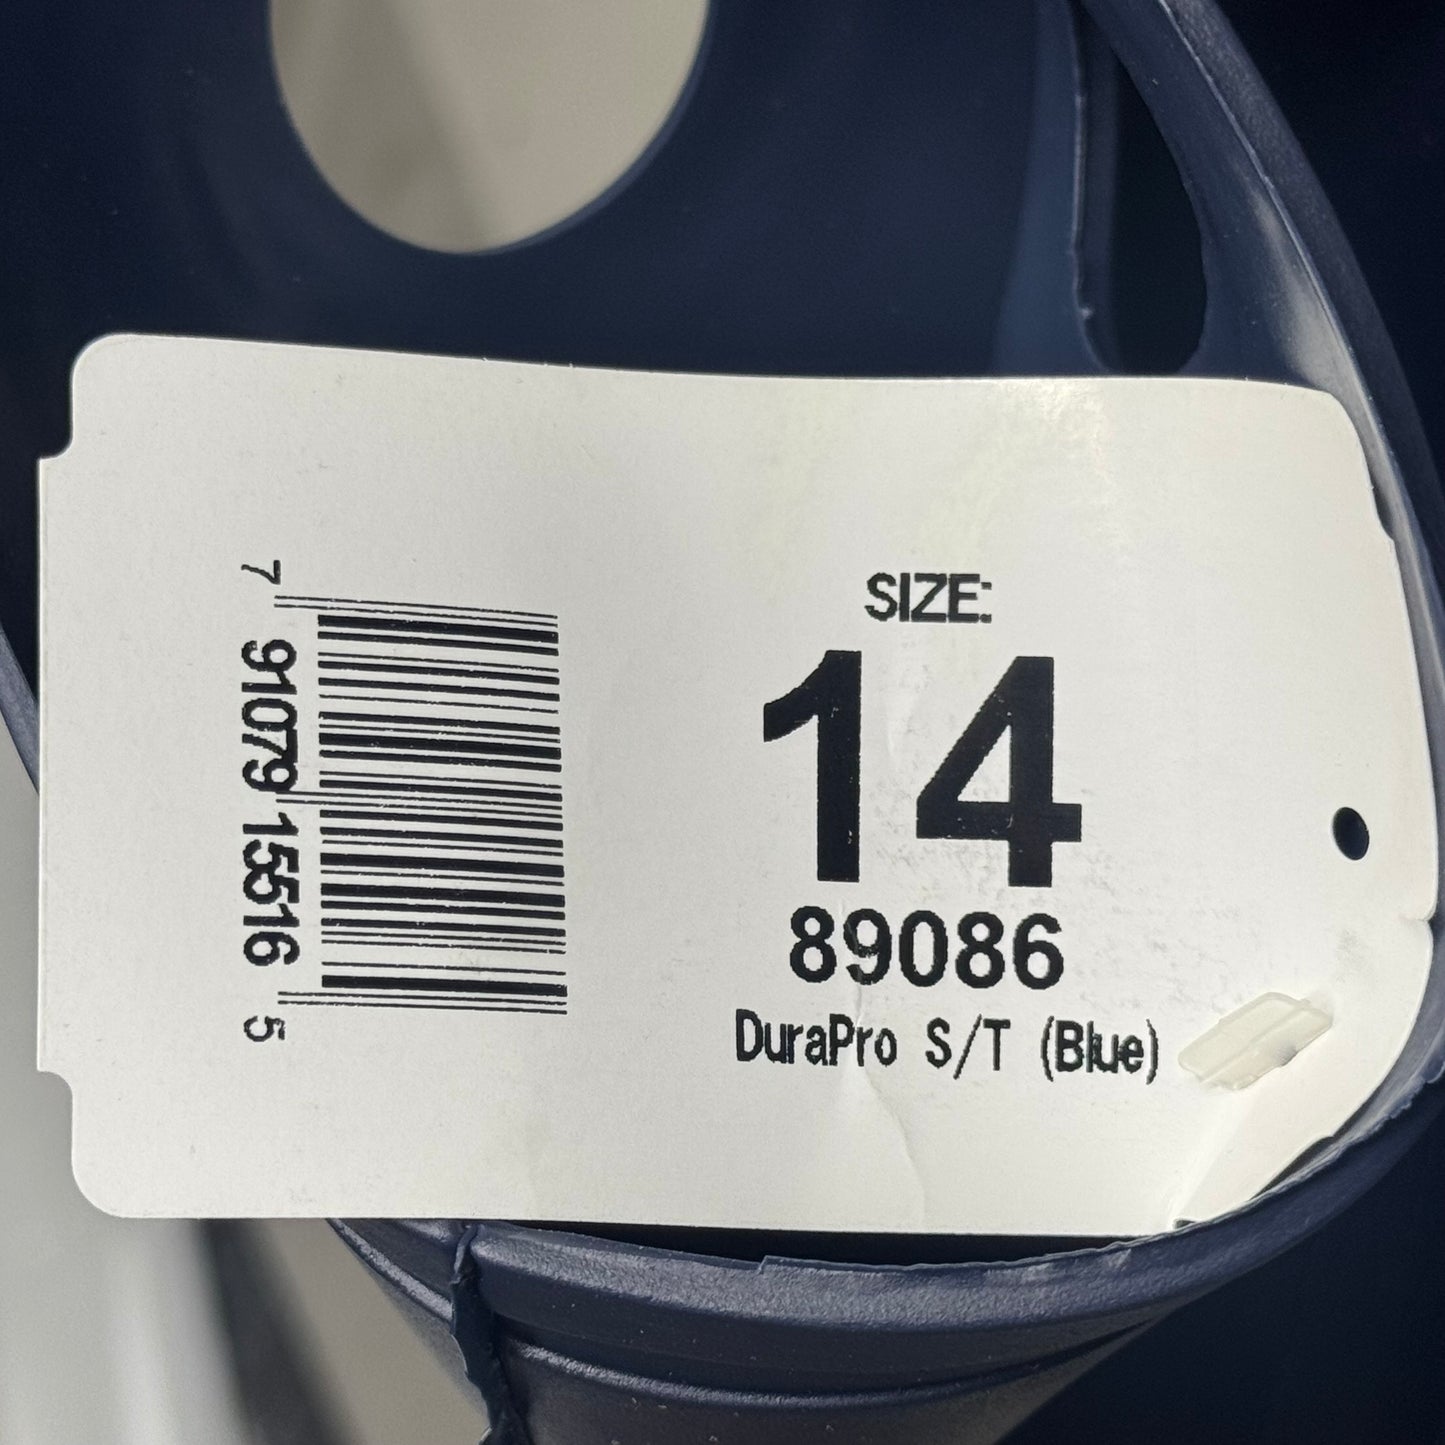 SIZE:
14
89086
DuraPro S/T (Blue)
7 91079 15516 5